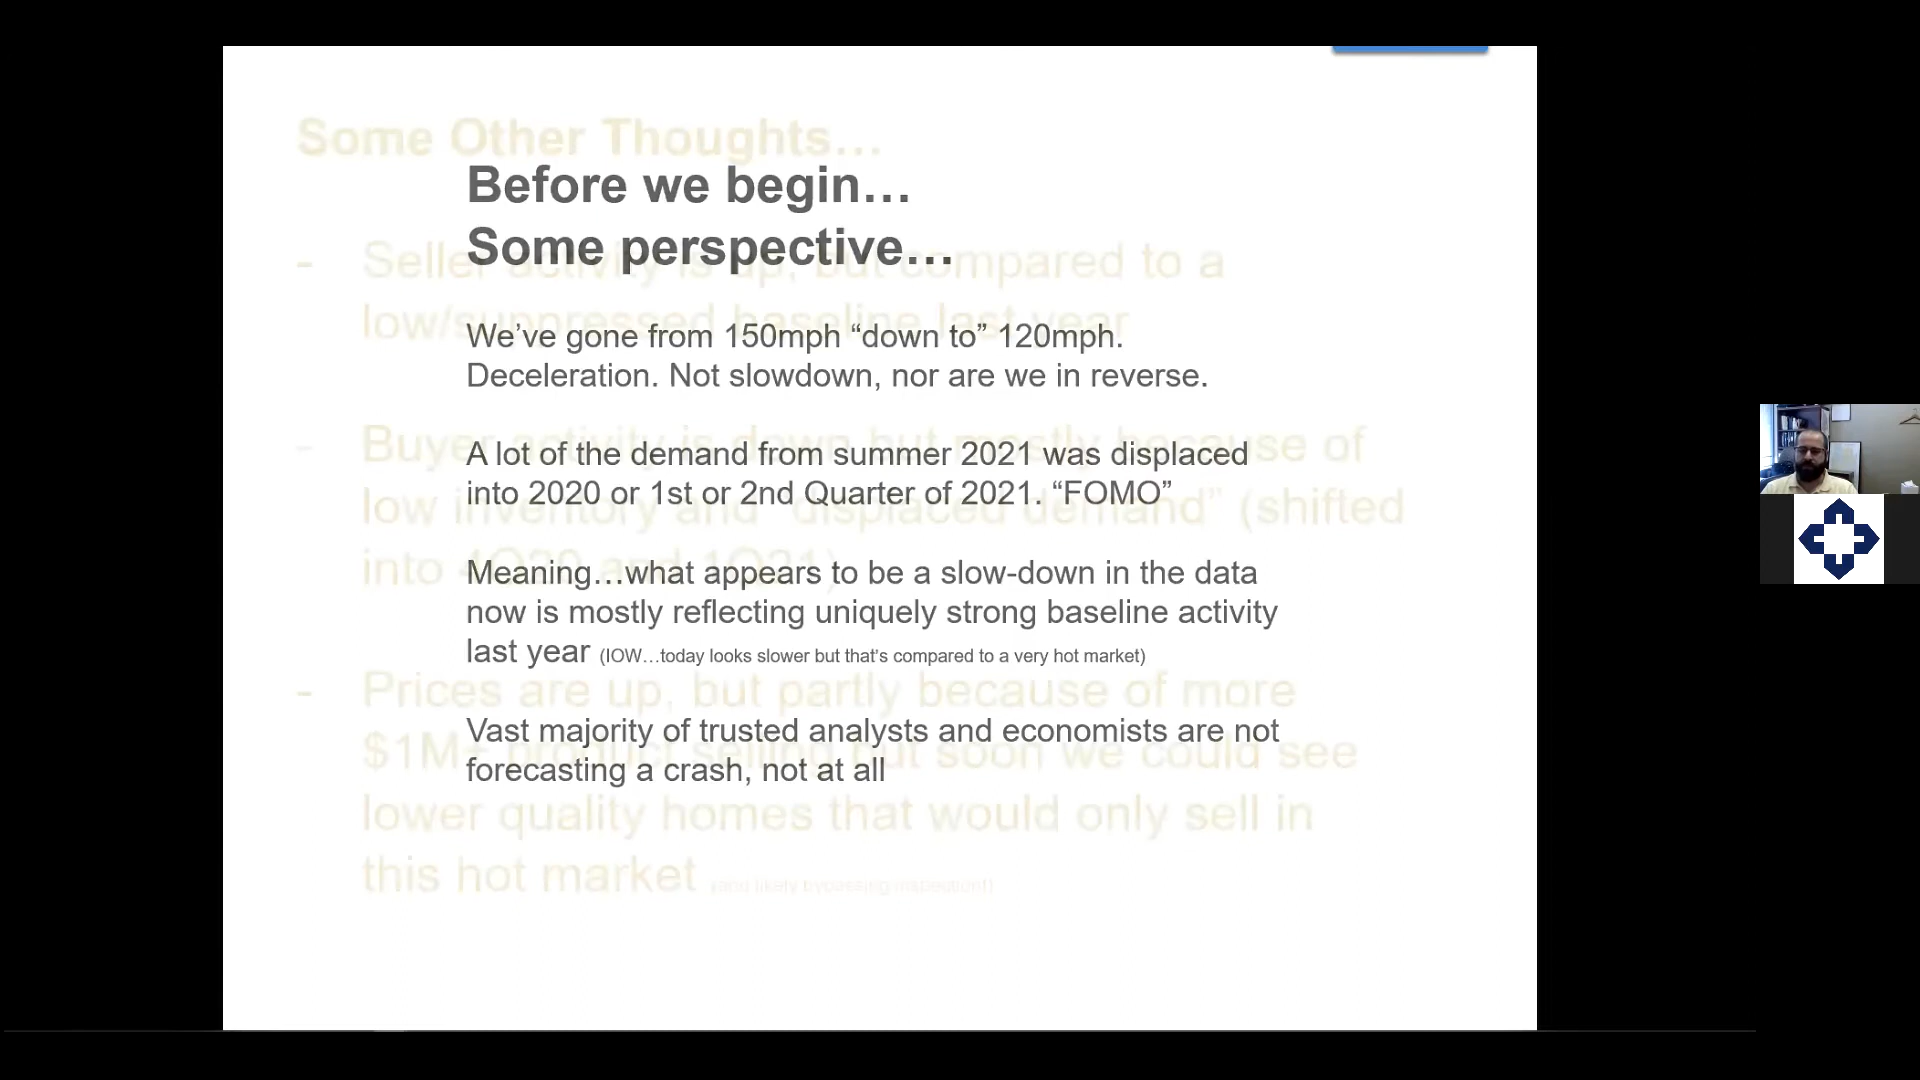 Some Other Thoughts…
Before we begin…
Some perspective…
- Seller activity is up, but compared to a
low/suppressed baseline last year
We’ve gone from 150mph “down to” 120mph.
Deceleration. Not slowdown, nor are we in reverse.
- Buyer activity is down but mostly because of
low inventory and “displaced demand” (shifted
into 4Q20 and 1Q21)
A lot of the demand from summer 2021 was displaced
into 2020 or 1st or 2nd Quarter of 2021. “FOMO”
Meaning…what appears to be a slow-down in the data
now is mostly reflecting uniquely strong baseline activity
last year (IOW…today looks slower but that’s compared to a very hot market)
- Prices are up, but partly because of more
$1M+ product selling but soon we could see
lower quality homes that would only sell in
this hot market (and likely bypassing inspection!)
Vast majority of trusted analysts and economists are not
forecasting a crash, not at all